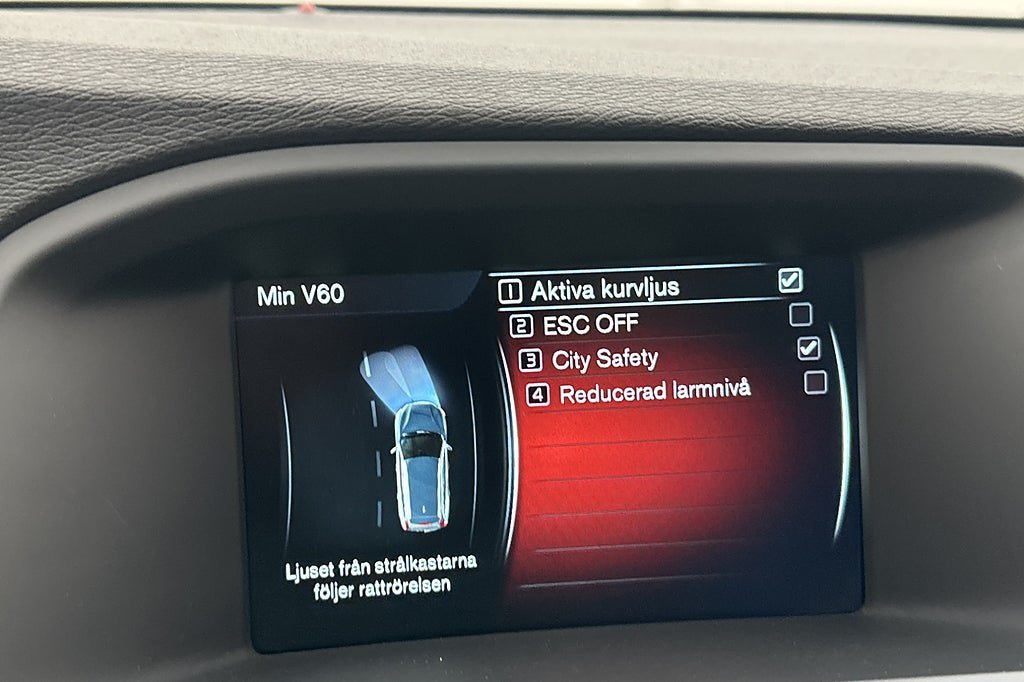 Min V60
1 Aktiva kurvljus
2 ESC OFF
3 City Safety
4 Reducerad larmnivå
Ljuset från strålkastarna
följer rattrörelsen